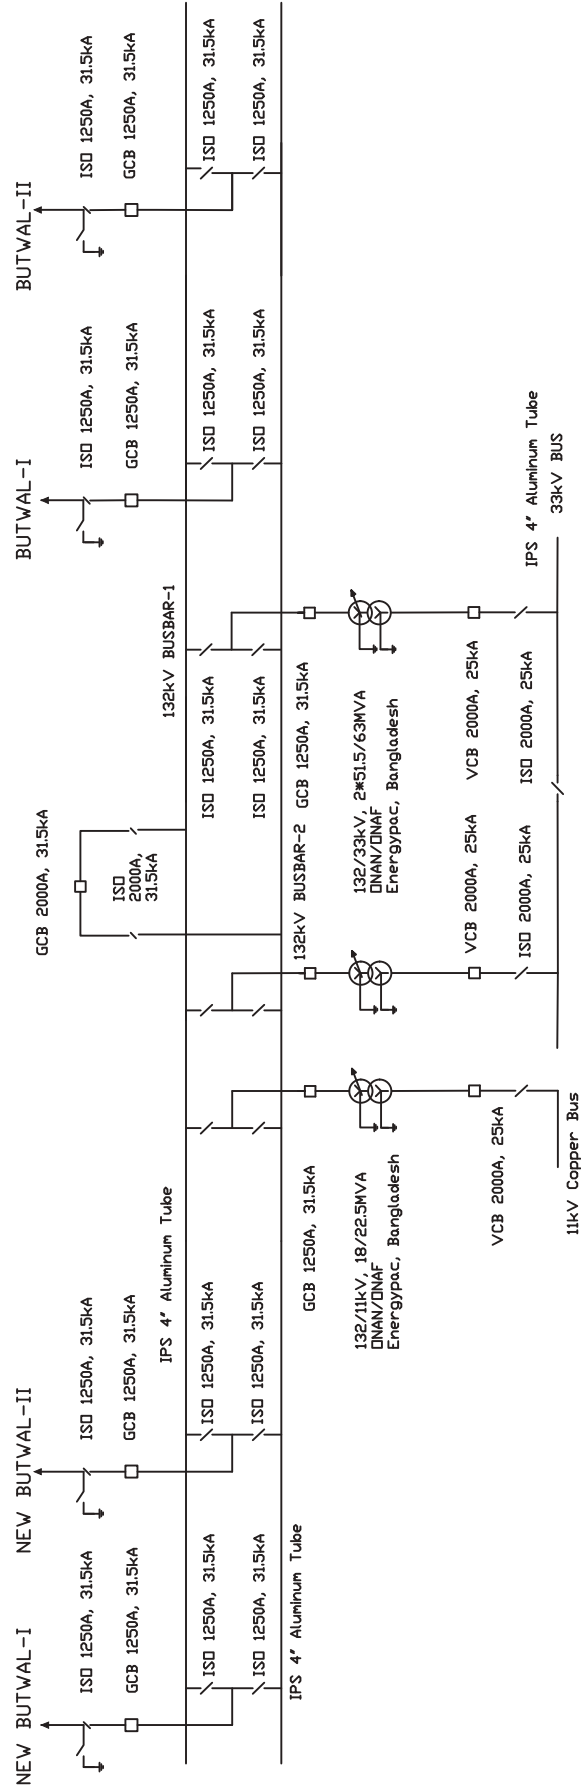 NEW BUTWAL-I
NEW BUTWAL-II
BUTWAL-I
BUTWAL-II
GCB 2000A, 31.5kA
ISO 1250A, 31.5kA
ISO 1250A, 31.5kA
ISO 1250A, 31.5kA
ISO 1250A, 31.5kA
GCB 1250A, 31.5kA
GCB 1250A, 31.5kA
ISO
2000A,
31.5kA
GCB 1250A, 31.5kA
GCB 1250A, 31.5kA
IPS 4" Aluminum Tube
132kV BUSBAR-1
ISO 1250A, 31.5kA
ISO 1250A, 31.5kA
ISO 1250A, 31.5kA
ISO 1250A, 31.5kA
ISO 1250A, 31.5kA
ISO 1250A, 31.5kA
ISO 1250A, 31.5kA
ISO 1250A, 31.5kA
ISO 1250A, 31.5kA
ISO 1250A, 31.5kA
IPS 4" Aluminum Tube
132kV BUSBAR-2
GCB 1250A, 31.5kA
GCB 1250A, 31.5kA
132/11kV, 18/22.5MVA
ONAN/ONAF
Energypac, Bangladesh
132/33kV, 2*51.5/63MVA
ONAN/ONAF
Energypac, Bangladesh
VCB 2000A, 25kA
VCB 2000A, 25kA
VCB 2000A, 25kA
ISO 2000A, 25kA
ISO 2000A, 25kA
IPS 4" Aluminum Tube
33kV BUS
11kV Copper Bus